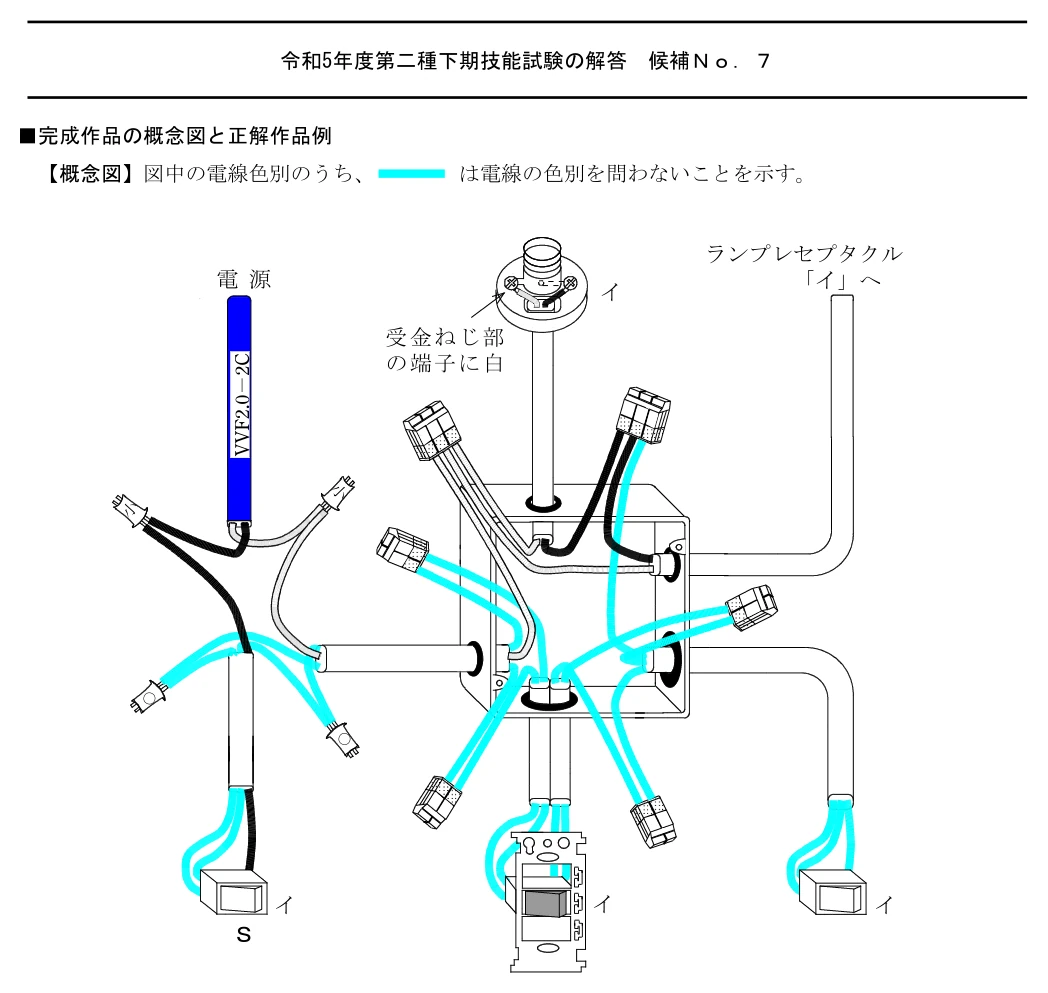 令和5年度第二種下期技能試験の解答　候補Ｎｏ．７
■完成作品の概念図と正解作品例
【概念図】図中の電線色別のうち、　　　は電線の色別を問わないことを示す。
電 源
VVF2.0－2C
イ
受金ねじ部
の端子に白
ランプレセプタクル
「イ」へ
イ
S
イ
イ